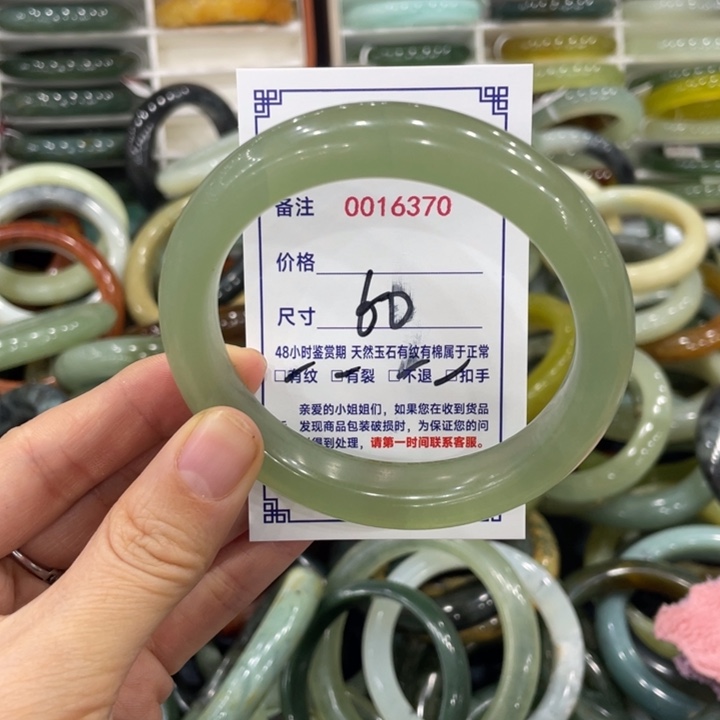 备注 0016370
价格
尺寸 60
48小时鉴赏期 天然玉石有纹有棉属于正常
□有纹 □有裂 □不退 □扣手
亲爱的小姐姐们，如果您在收到货品
发现商品包装破损时，为保证您的问
得到处理，请第一时间联系客服。